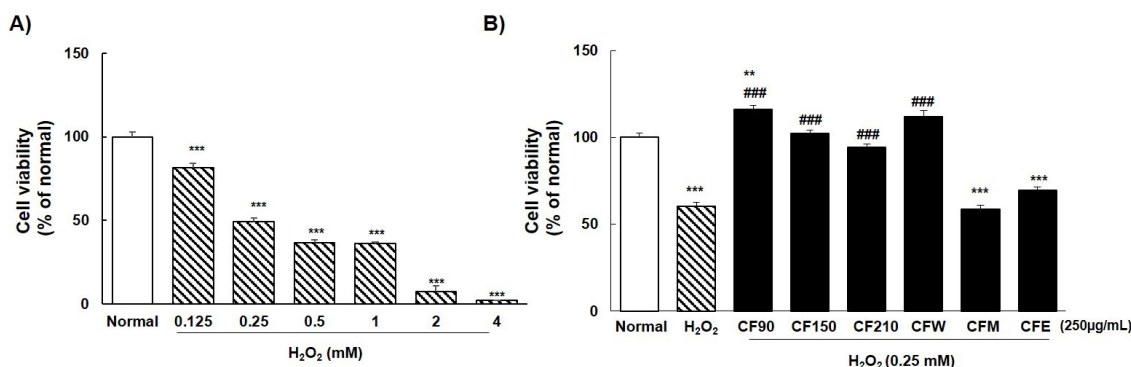 A)
150
100
50
0
Cell viability
(% of normal)
***
***
***
***
***
***
Normal 0.125 0.25 0.5 1 2 4
H₂O₂ (mM)
B)
150
100
50
0
Cell viability
(% of normal)
***
**
###
###
###
###
***
***
Normal H₂O₂ CF90 CF150 CF210 CFW CFM CFE (250µg/mL)
H₂O₂ (0.25 mM)